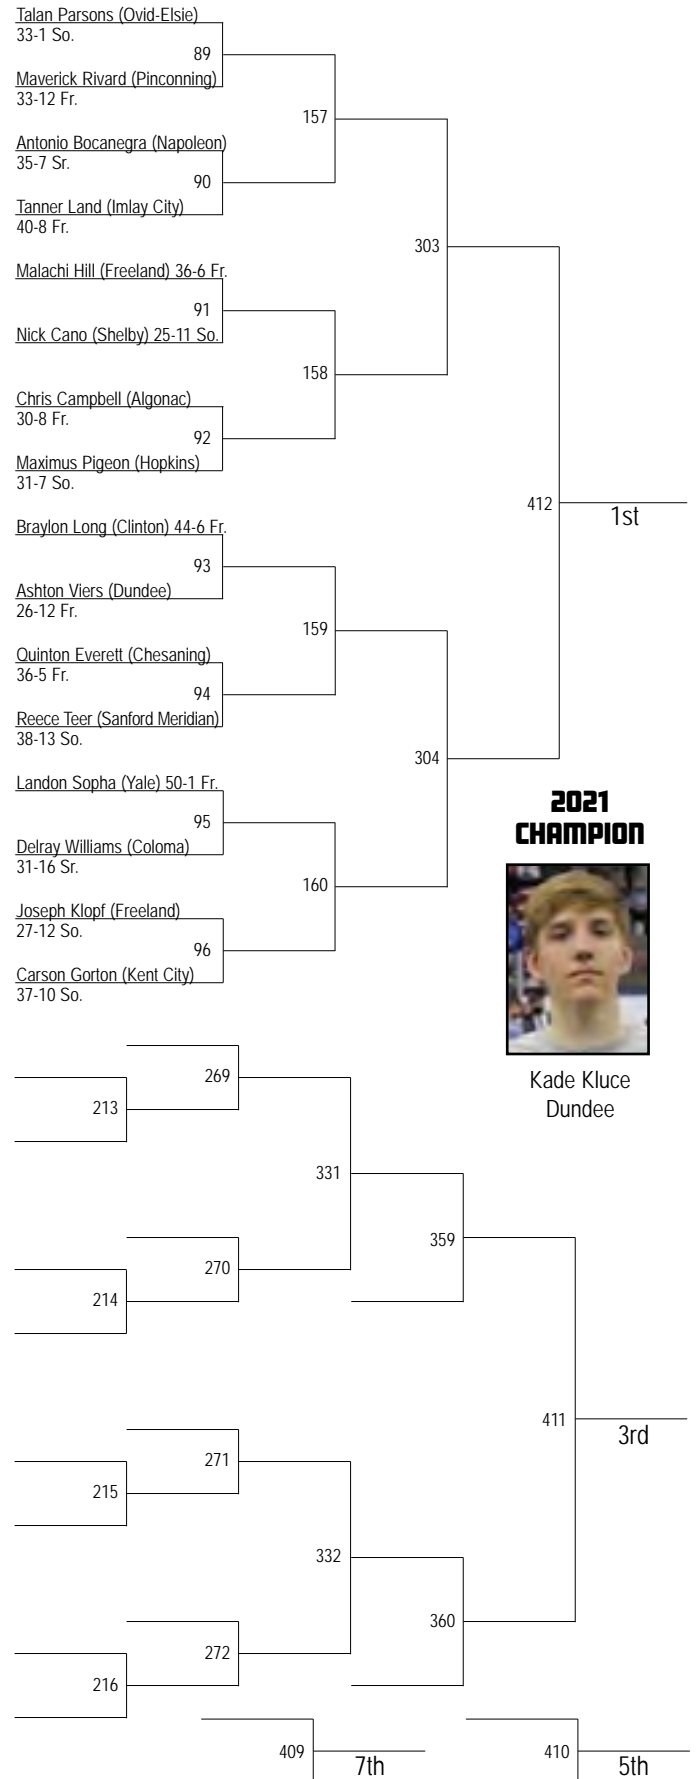 Talan Parsons (Ovid-Elsie)
33-1 So.
89
Maverick Rivard (Pinconning)
33-12 Fr.
157
Antonio Bocanegra (Napoleon)
35-7 Sr.
90
Tanner Land (Imlay City)
40-8 Fr.
303
Malachi Hill (Freeland) 36-6 Fr.
91
Nick Cano (Shelby) 25-11 So.
158
Chris Campbell (Algonac)
30-8 Fr.
92
Maximus Pigeon (Hopkins)
31-7 So.
412
1st
Braylon Long (Clinton) 44-6 Fr.
93
Ashton Viers (Dundee)
26-12 Fr.
159
Quinton Everett (Chesaning)
36-5 Fr.
94
Reece Teer (Sanford Meridian)
38-13 So.
304
Landon Sopha (Yale) 50-1 Fr.
95
Delray Williams (Coloma)
31-16 Sr.
160
Joseph Klopf (Freeland)
27-12 So.
96
Carson Gorton (Kent City)
37-10 So.
2021
CHAMPION
Kade Kluce
Dundee
269
213
331
359
270
214
411
3rd
271
215
332
360
272
216
409
7th
410
5th